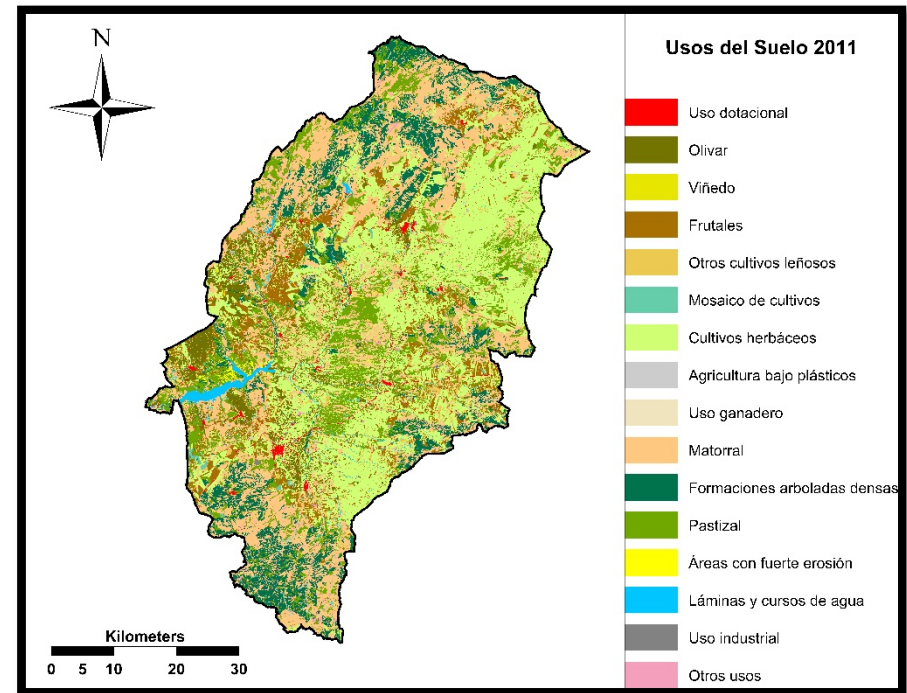 N
Usos del Suelo 2011
Uso dotacional
Olivar
Viñedo
Frutales
Otros cultivos leñosos
Mosaico de cultivos
Cultivos herbáceos
Agricultura bajo plásticos
Uso ganadero
Matorral
Formaciones arboladas densas
Pastizal
Áreas con fuerte erosión
Láminas y cursos de agua
Uso industrial
Otros usos
Kilometers
0 5 10 20 30